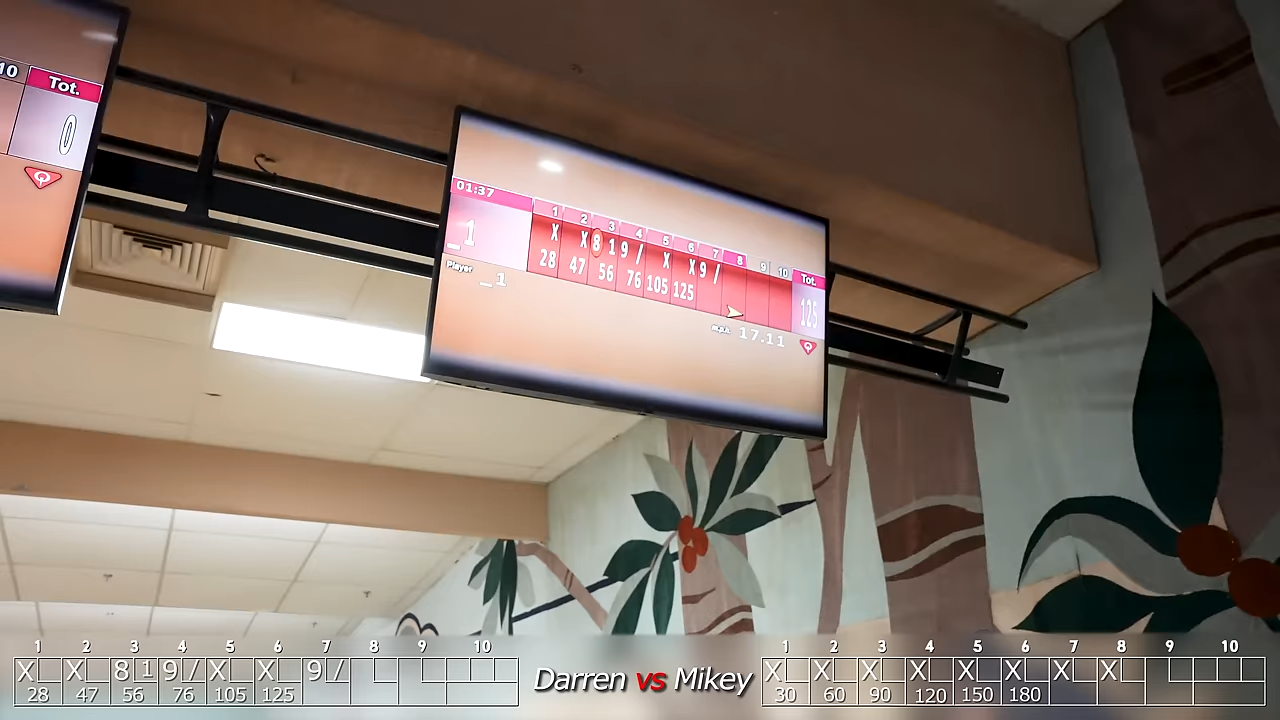 10 Tot.
0
01:37
1 2 3 4 5 6 7 8 9 10 Tot.
_1 X X 8 1 9 / X X 9 /
28 47 56 76 105 125 125
Player _1
17.11
1 2 3 4 5 6 7 8 9 10
X X 8 1 9 / X X 9 /
28 47 56 76 105 125
Darren vs Mikey
1 2 3 4 5 6 7 8 9 10
X X X X X X X X
30 60 90 120 150 180